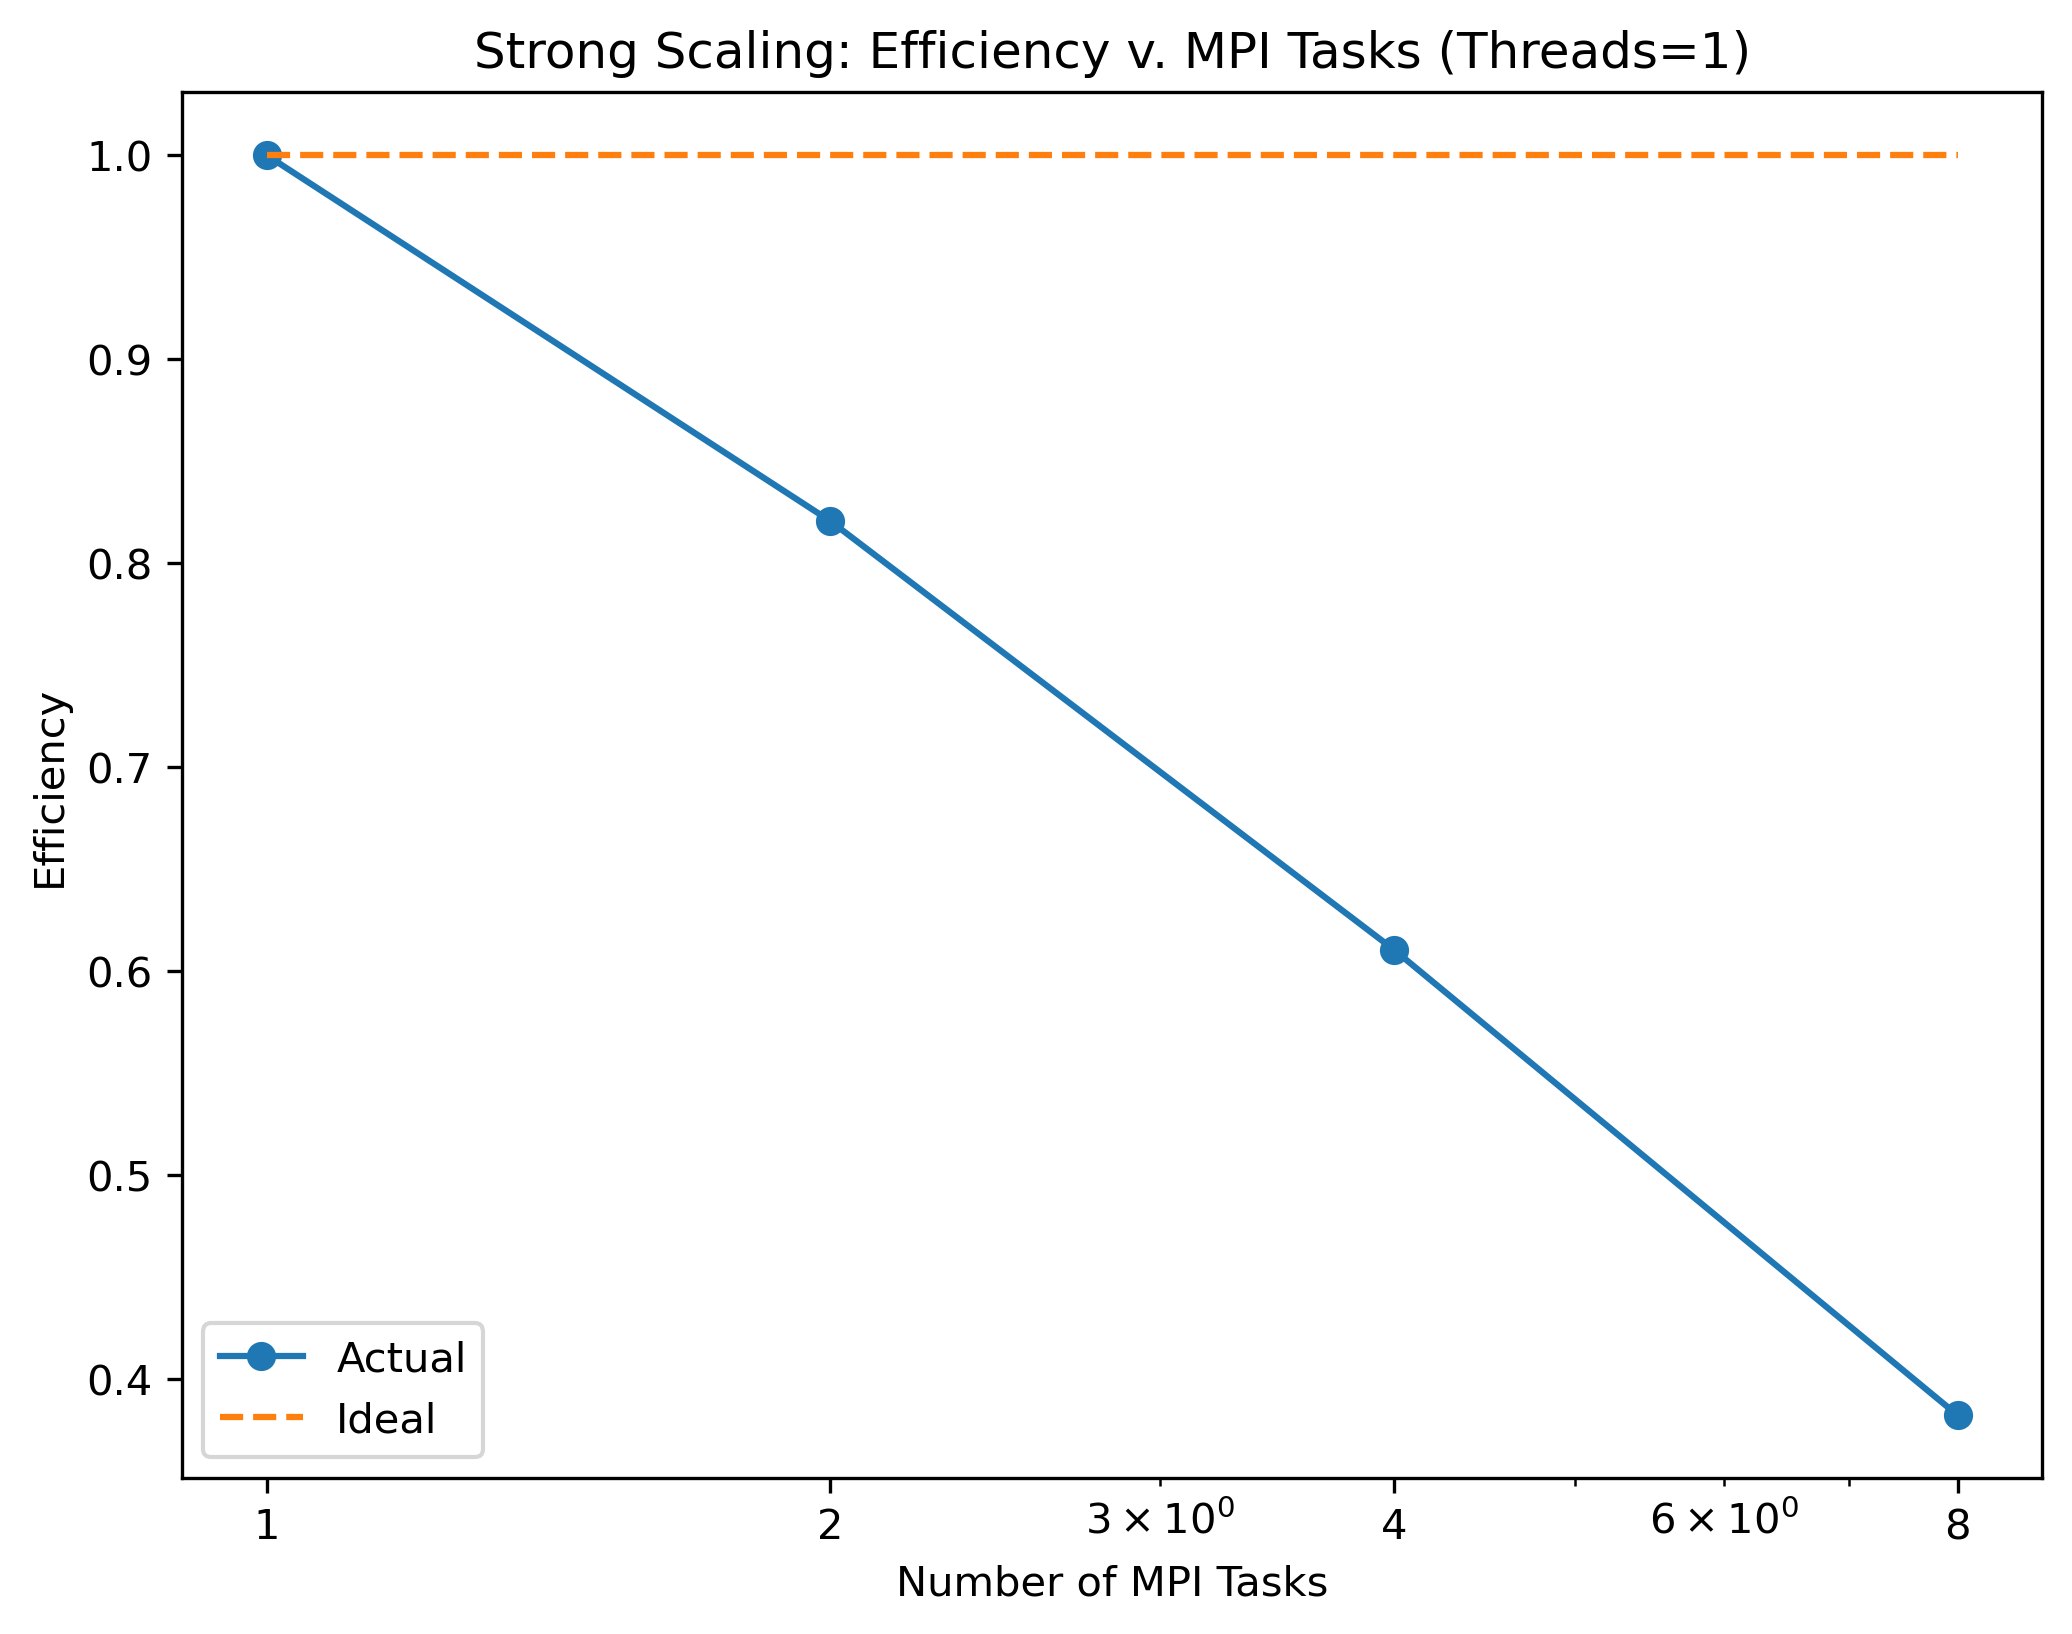 Strong Scaling: Efficiency v. MPI Tasks (Threads=1)
1.0
0.9
0.8
0.7
0.6
0.5
0.4
Efficiency
Actual
Ideal
1 2 3 × 10⁰ 4 6 × 10⁰ 8
Number of MPI Tasks